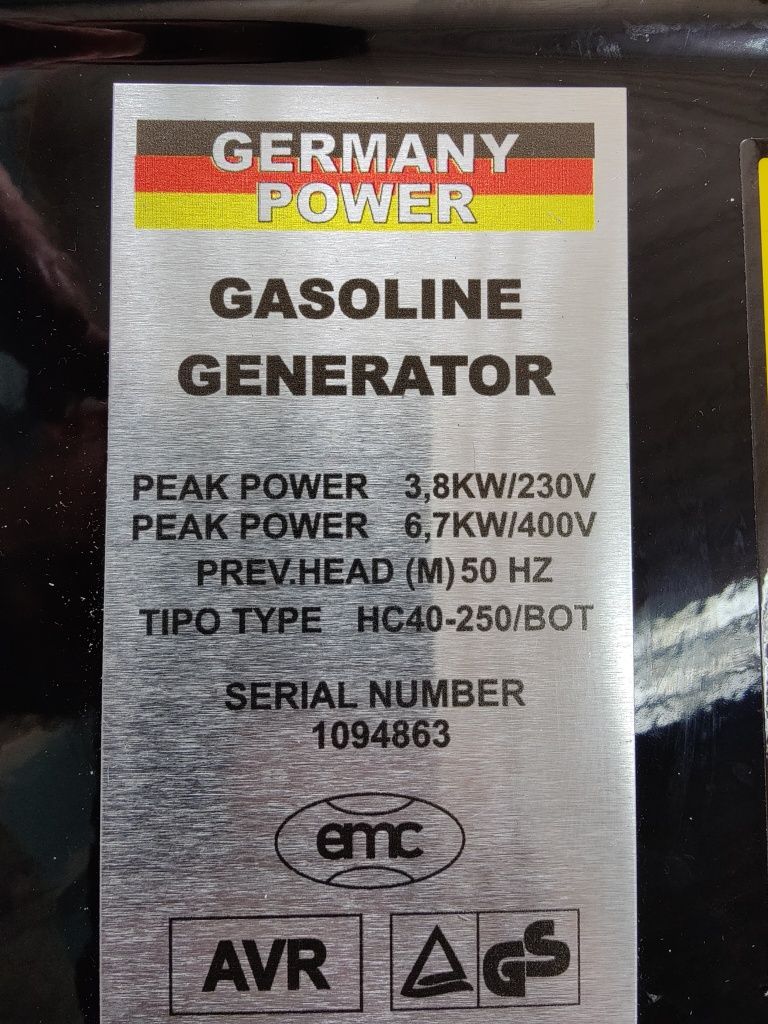 GERMANY
POWER
GASOLINE
GENERATOR
PEAK POWER 3,8KW/230V
PEAK POWER 6,7KW/400V
PREV.HEAD (M) 50 HZ
TIPO TYPE HC40-250/BOT
SERIAL NUMBER
1094863
emc
AVR GS